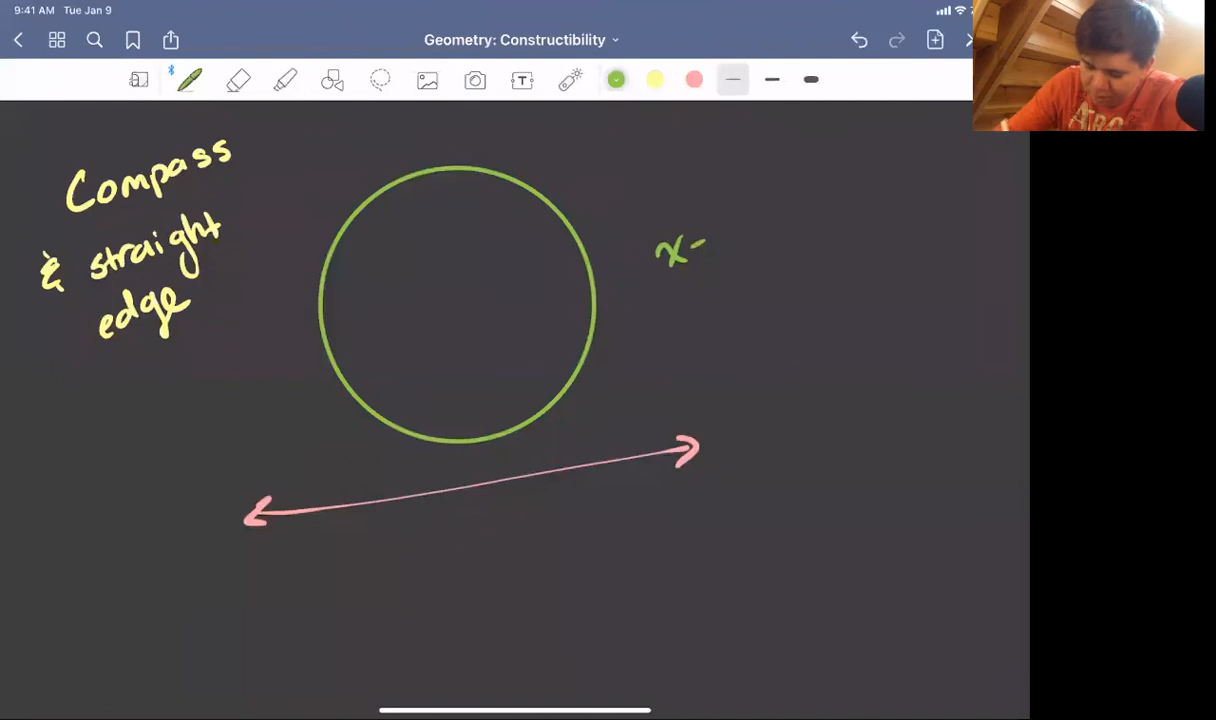 9:41 AM Tue Jan 9
Geometry: Constructibility
T
Compass
& straight
edge
x-